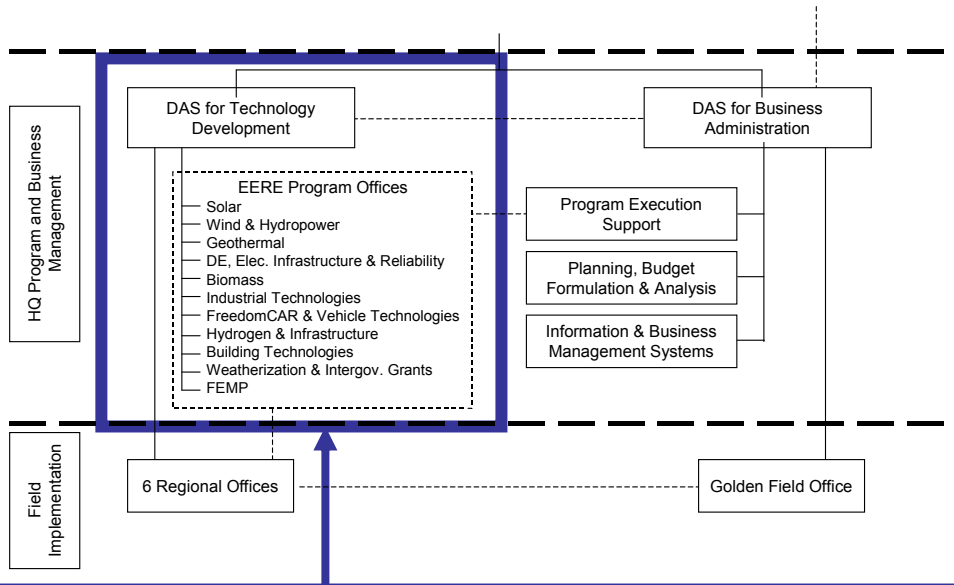 HQ Program and Business
Management
DAS for Technology
Development
DAS for Business
Administration
EERE Program Offices
Solar
Wind & Hydropower
Geothermal
DE, Elec. Infrastructure & Reliability
Biomass
Industrial Technologies
FreedomCAR & Vehicle Technologies
Hydrogen & Infrastructure
Building Technologies
Weatherization & Intergov. Grants
FEMP
Program Execution
Support
Planning, Budget
Formulation & Analysis
Information & Business
Management Systems
Field
Implementation
6 Regional Offices
Golden Field Office